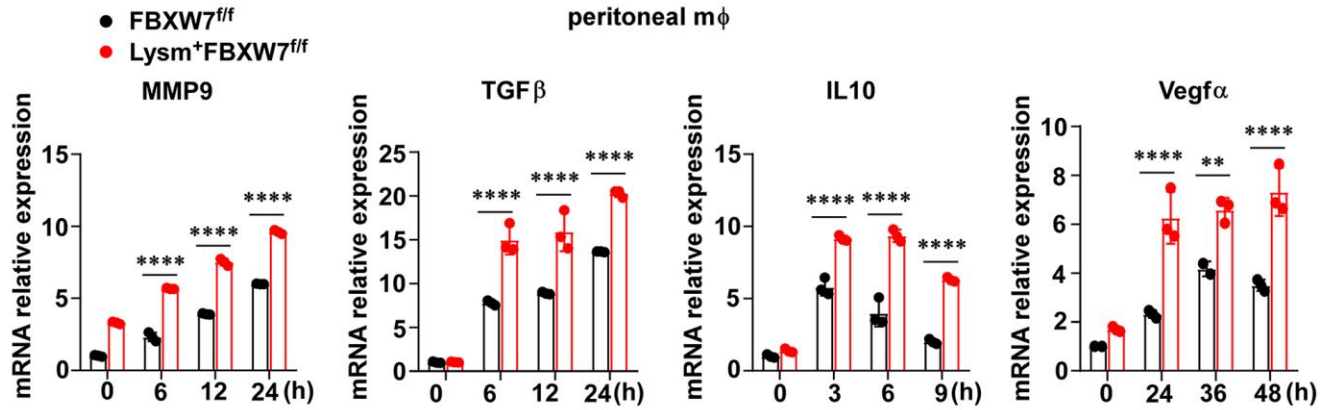 FBXW7f/f
Lysm+FBXW7f/f
peritoneal mϕ
MMP9
mRNA relative expression
15
10
5
0
****
****
****
0 6 12 24 (h)
TGFβ
mRNA relative expression
25
20
15
10
5
0
****
****
****
0 6 12 24 (h)
IL10
mRNA relative expression
15
10
5
0
****
****
****
0 3 6 9 (h)
Vegfα
mRNA relative expression
10
8
6
4
2
0
****
**
****
0 24 36 48 (h)